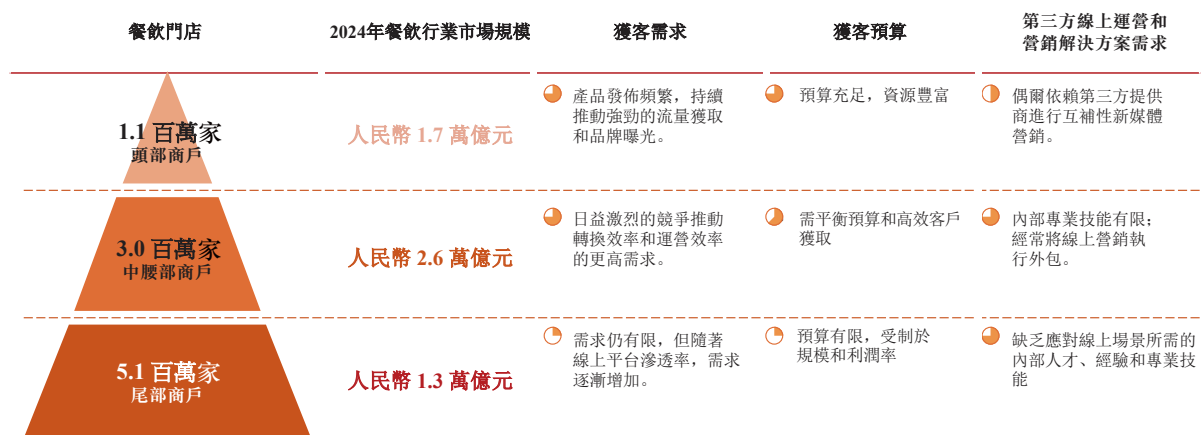 餐飲門店
2024年餐飲行業市場規模
獲客需求
獲客預算
第三方線上運營和
營銷解決方案需求
1.1 百萬家
頭部商戶
人民幣 1.7 萬億元
產品發佈頻繁，持續
推動強勁的流量獲取
和品牌曝光。
預算充足，資源豐富
偶爾依賴第三方提供
商進行互補性新媒體
營銷。
3.0 百萬家
中腰部商戶
人民幣 2.6 萬億元
日益激烈的競爭推動
轉換效率和運營效率
的更高需求。
需平衡預算和高效客戶
獲取
內部專業技能有限；
經常將線上營銷執
行外包。
5.1 百萬家
尾部商戶
人民幣 1.3 萬億元
需求仍有限，但隨著
線上平台滲透率，需求
逐漸增加。
預算有限，受制於
規模和利潤率
缺乏應對線上場景所需的
內部人才、經驗和專業技
能